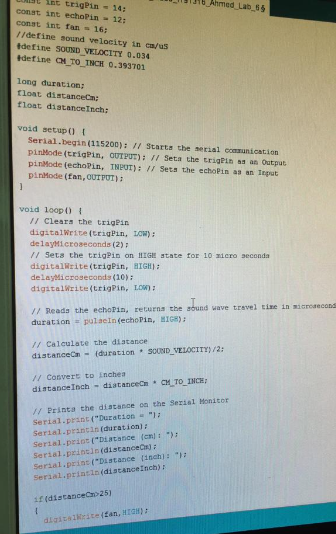 const int trigPin = 14;
const int echoPin = 12;
const int fan = 16;
//define sound velocity in cm/uS
#define SOUND_VELOCITY 0.034
#define CM_TO_INCH 0.393701
long duration;
float distanceCm;
float distanceInch;
void setup() {
Serial.begin(115200); // Starts the serial communication
pinMode(trigPin, OUTPUT); // Sets the trigPin as an Output
pinMode(echoPin, INPUT); // Sets the echoPin as an Input
pinMode(fan,OUTPUT);
}
void loop() {
// Clears the trigPin
digitalWrite(trigPin, LOW);
delayMicroseconds(2);
// Sets the trigPin on HIGH state for 10 micro seconds
digitalWrite(trigPin, HIGH);
delayMicroseconds(10);
digitalWrite(trigPin, LOW);
// Reads the echoPin, returns the sound wave travel time in microsecond
duration = pulseIn(echoPin, HIGH);
// Calculate the distance
distanceCm = (duration * SOUND_VELOCITY)/2;
// Convert to inches
distanceInch = distanceCm * CM_TO_INCH;
// Prints the distance on the Serial Monitor
Serial.print("Duration = ");
Serial.println(duration);
Serial.print("Distance (cm): ");
Serial.println(distanceCm);
Serial.print("Distance (inch): ");
Serial.println(distanceInch);
if(distanceCm>25)
{
digitalWrite(fan,HIGH);